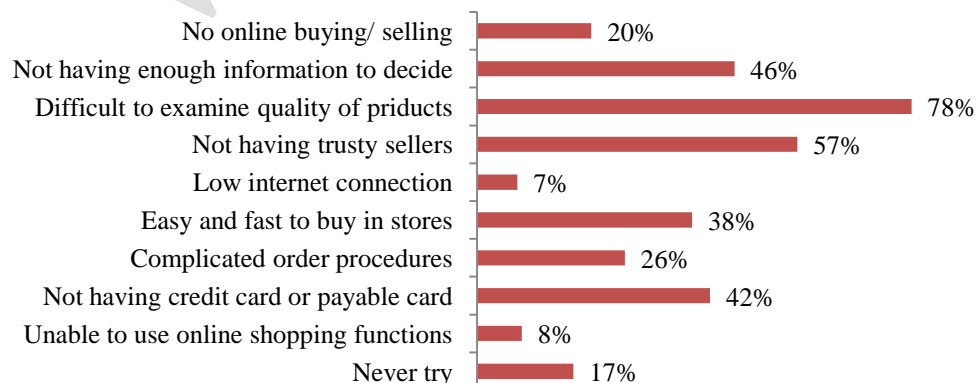 No online buying/ selling 20%
Not having enough information to decide 46%
Difficult to examine quality of priducts 78%
Not having trusty sellers 57%
Low internet connection 7%
Easy and fast to buy in stores 38%
Complicated order procedures 26%
Not having credit card or payable card 42%
Unable to use online shopping functions 8%
Never try 17%